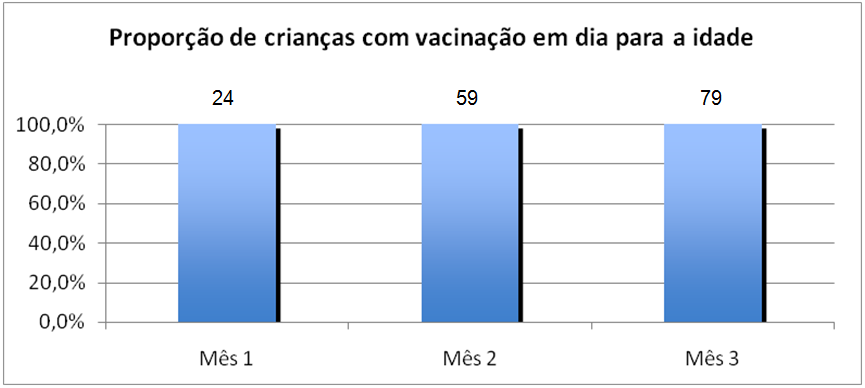 Proporção de crianças com vacinação em dia para a idade
24 59 79
100,0%
80,0%
60,0%
40,0%
20,0%
0,0%
Mês 1 Mês 2 Mês 3